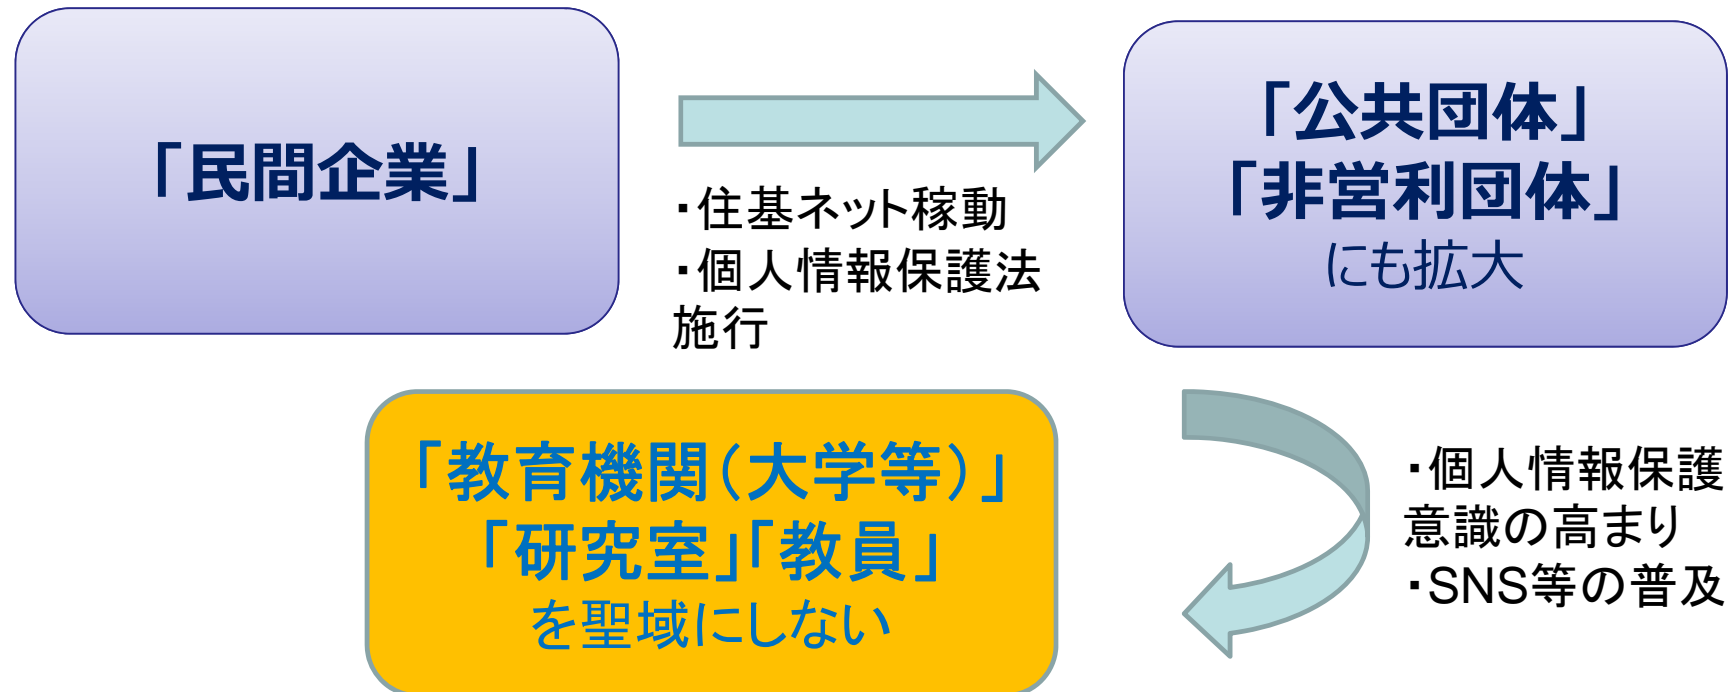 「民間企業」
・住基ネット稼動
・個人情報保護法
施行
「公共団体」
「非営利団体」
にも拡大
・個人情報保護
意識の高まり
・SNS等の普及
「教育機関(大学等)」
「研究室」「教員」
を聖域にしない